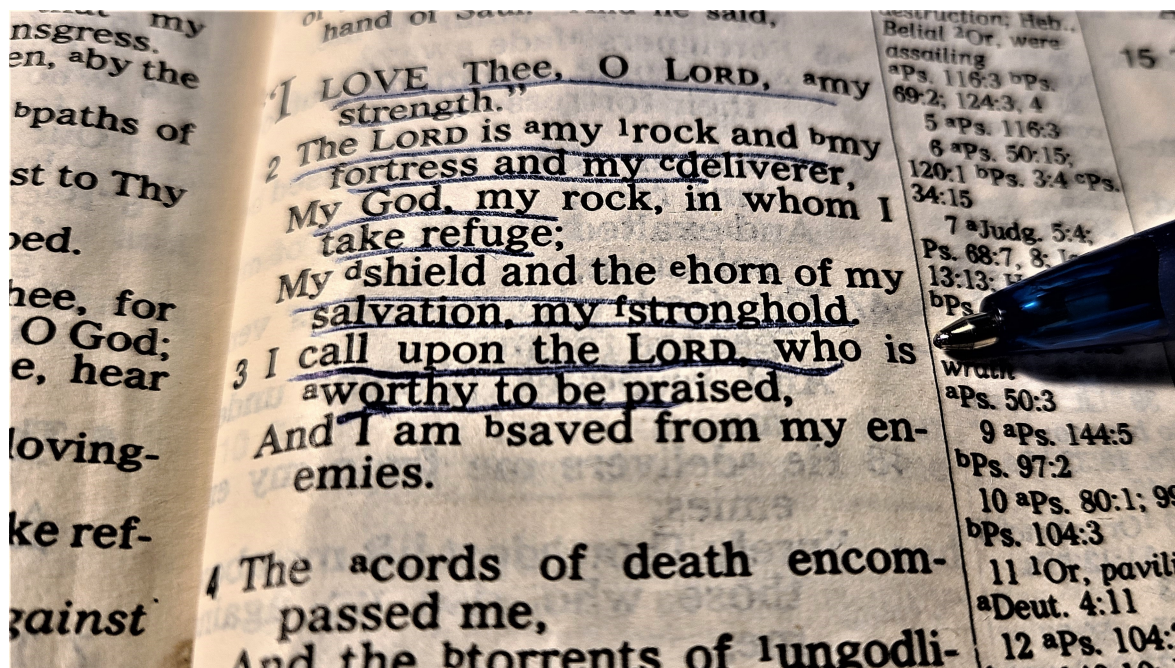 my
nsgress.
en, aby the
bpaths of
st to Thy
hee, for
O God;
e, hear
loving-
ke ref-
gainst
hand of
he said,
"I LOVE Thee, O LORD, amy
strength."
2 The LORD is amy 1rock and bmy
fortress and my cdeliverer,
My God, my rock, in whom I
take refuge;
My dshield and the ehorn of my
salvation, my fstronghold.
3 I call upon the LORD, who is
aworthy to be praised,
And I am bsaved from my en-
emies.
4 The acords of death encom-
passed me,
And the btorrents of 1ungodli-
destruction; Heb.,
Belial 2Or, were
assailing
aPs. 116:3 bPs.
69:2; 124:3, 4
5 aPs. 116:3
6 aPs. 50:15;
120:1 bPs. 3:4 cPs.
34:15
7 aJudg. 5:4;
Ps. 68:7, 8;
13:13;
bPs.
wrath
aPs. 50:3
9 aPs. 144:5
bPs. 97:2
10 aPs. 80:1;
bPs. 104:3
11 1Or, pavili
aDeut. 4:11
12 aPs. 104:
15